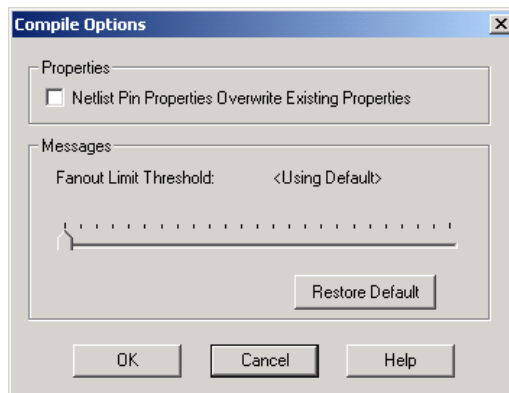 Compile Options
Properties
Netlist Pin Properties Overwrite Existing Properties
Messages
Fanout Limit Threshold: <Using Default>
Restore Default
OK Cancel Help